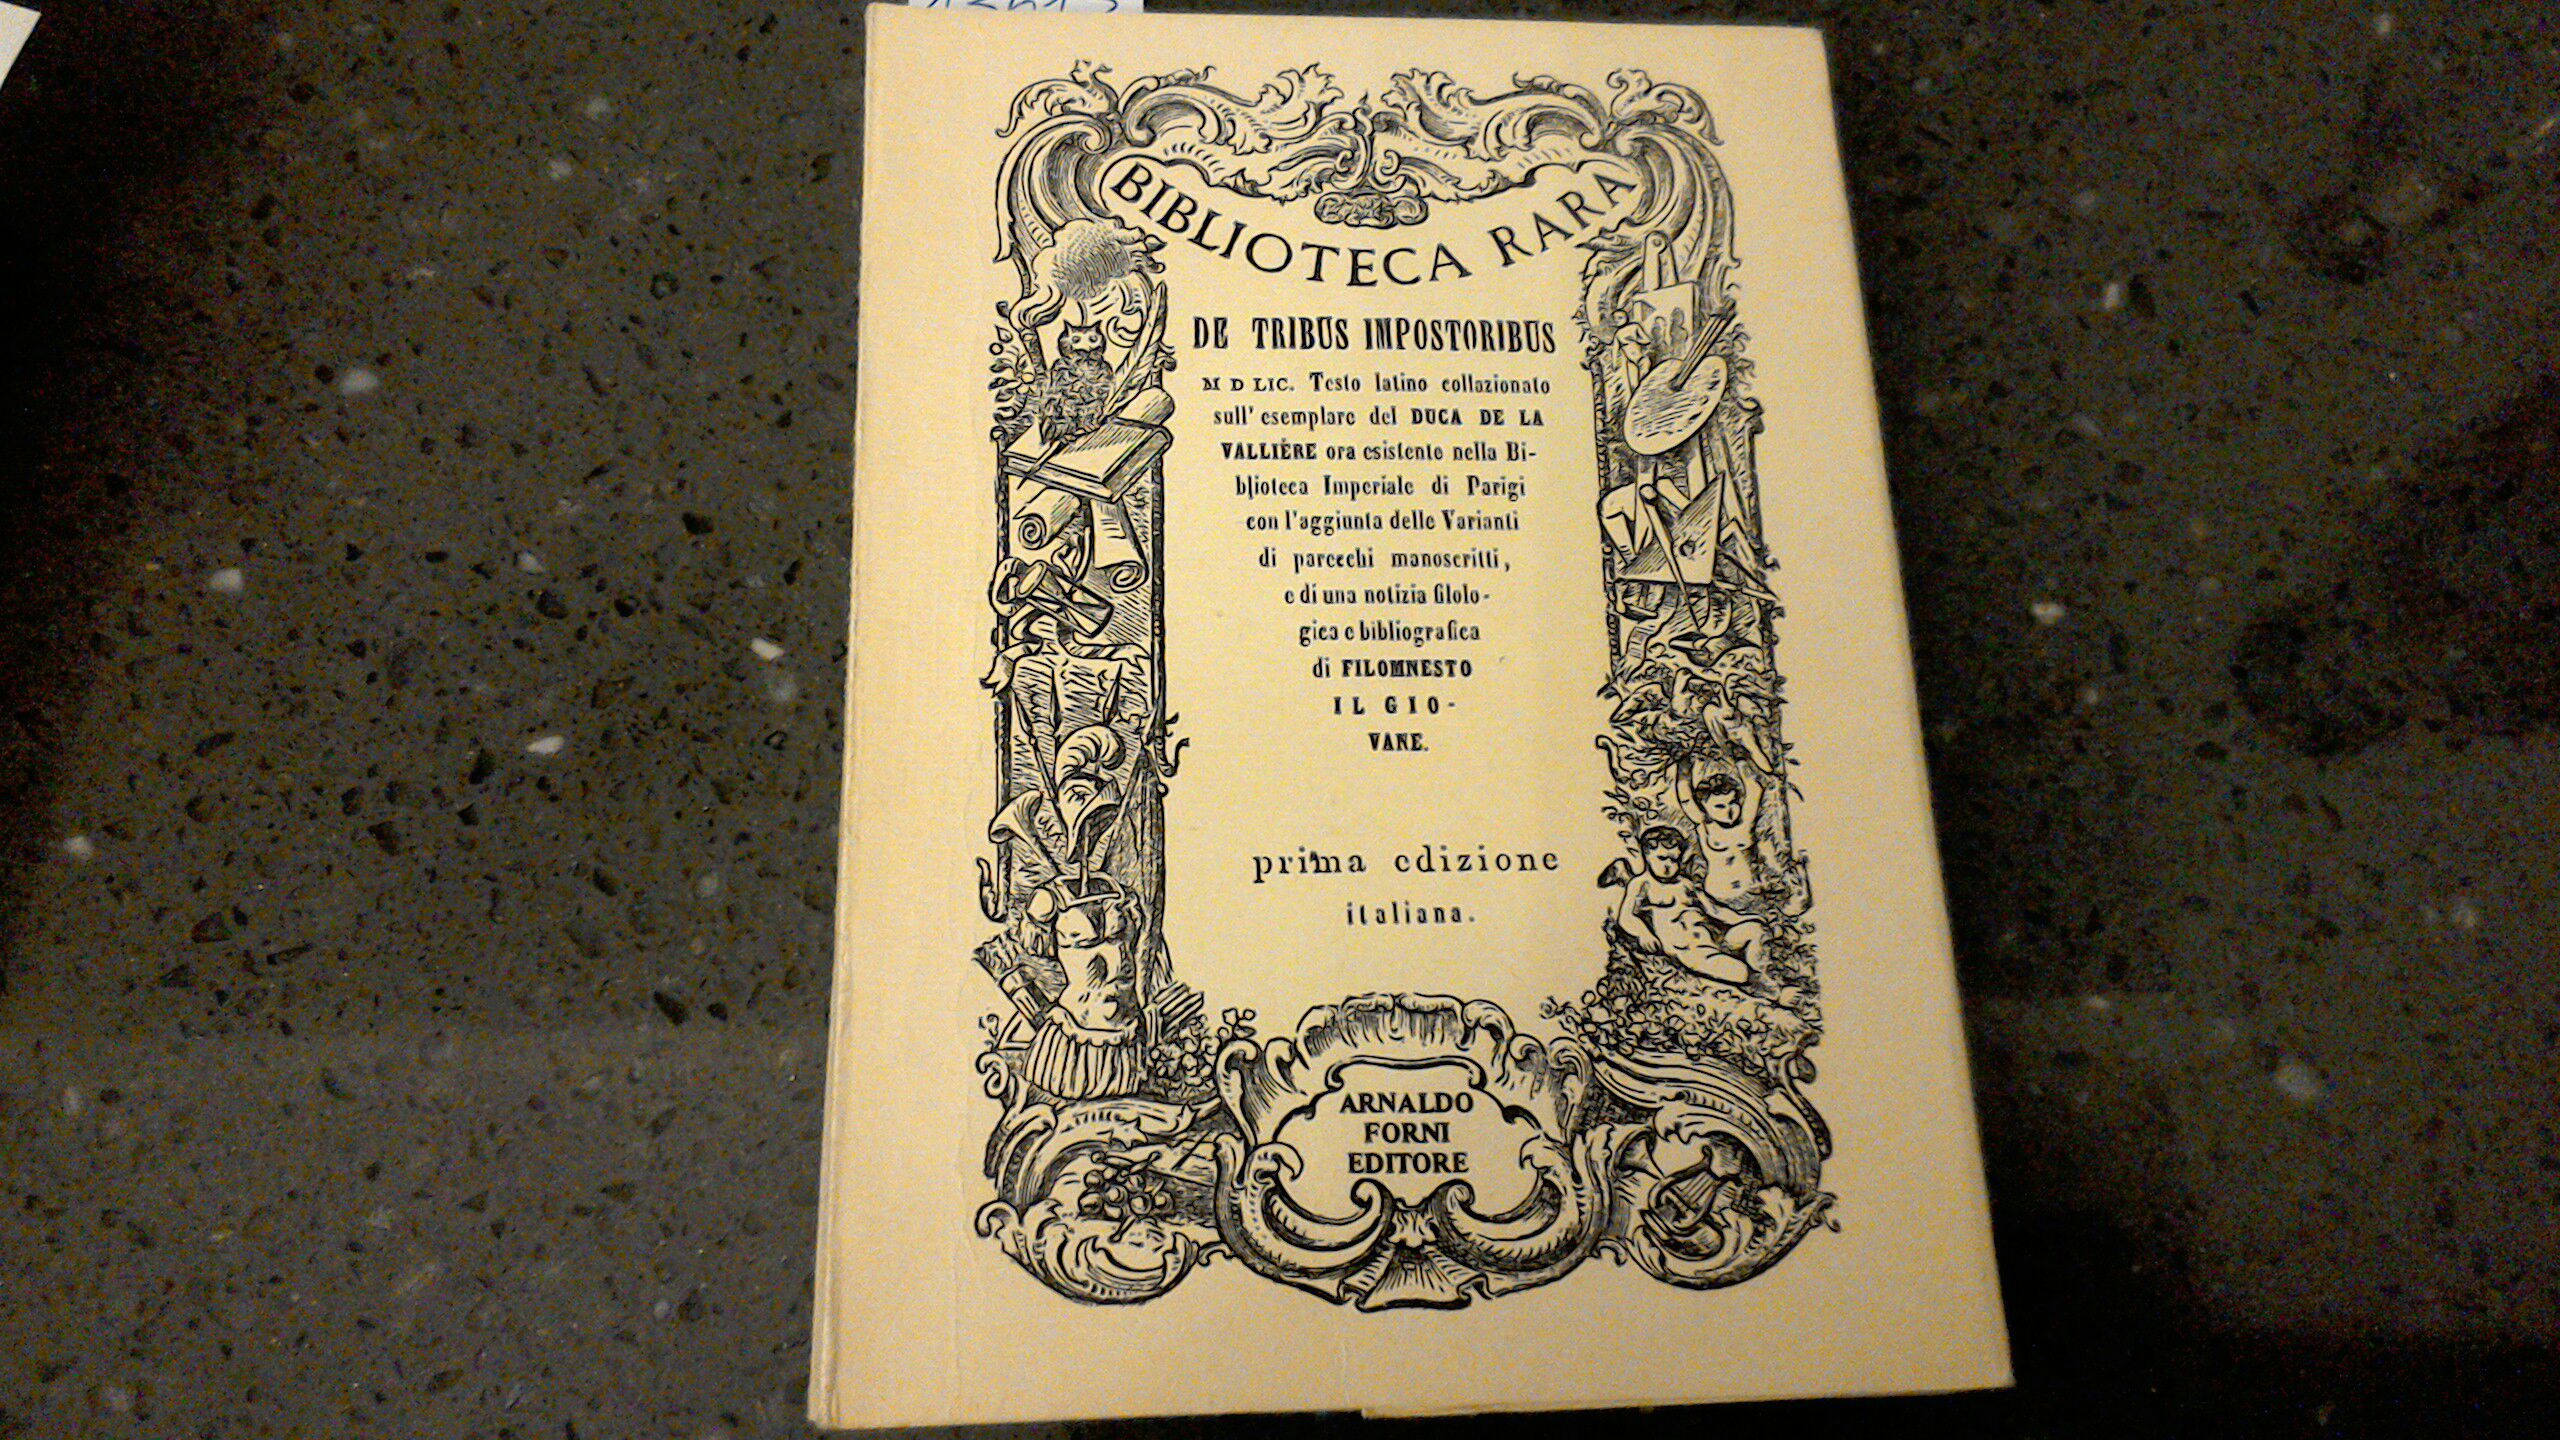 BIBLIOTECA RARA
DE TRIBUS IMPOSTORIBUS
M D LIC. Testo latino collazionato
sull' esemplare del DUCA DE LA
VALLIÉRE ora esistente nella Bi-
blioteca Imperiale di Parigi
con l'aggiunta delle Varianti
di parecchi manoscritti,
e di una notizia filolo-
gica e bibliografica
di FILOMNESTO
IL GIO-
VANE.
prima edizione
italiana.
ARNALDO
FORNI
EDITORE